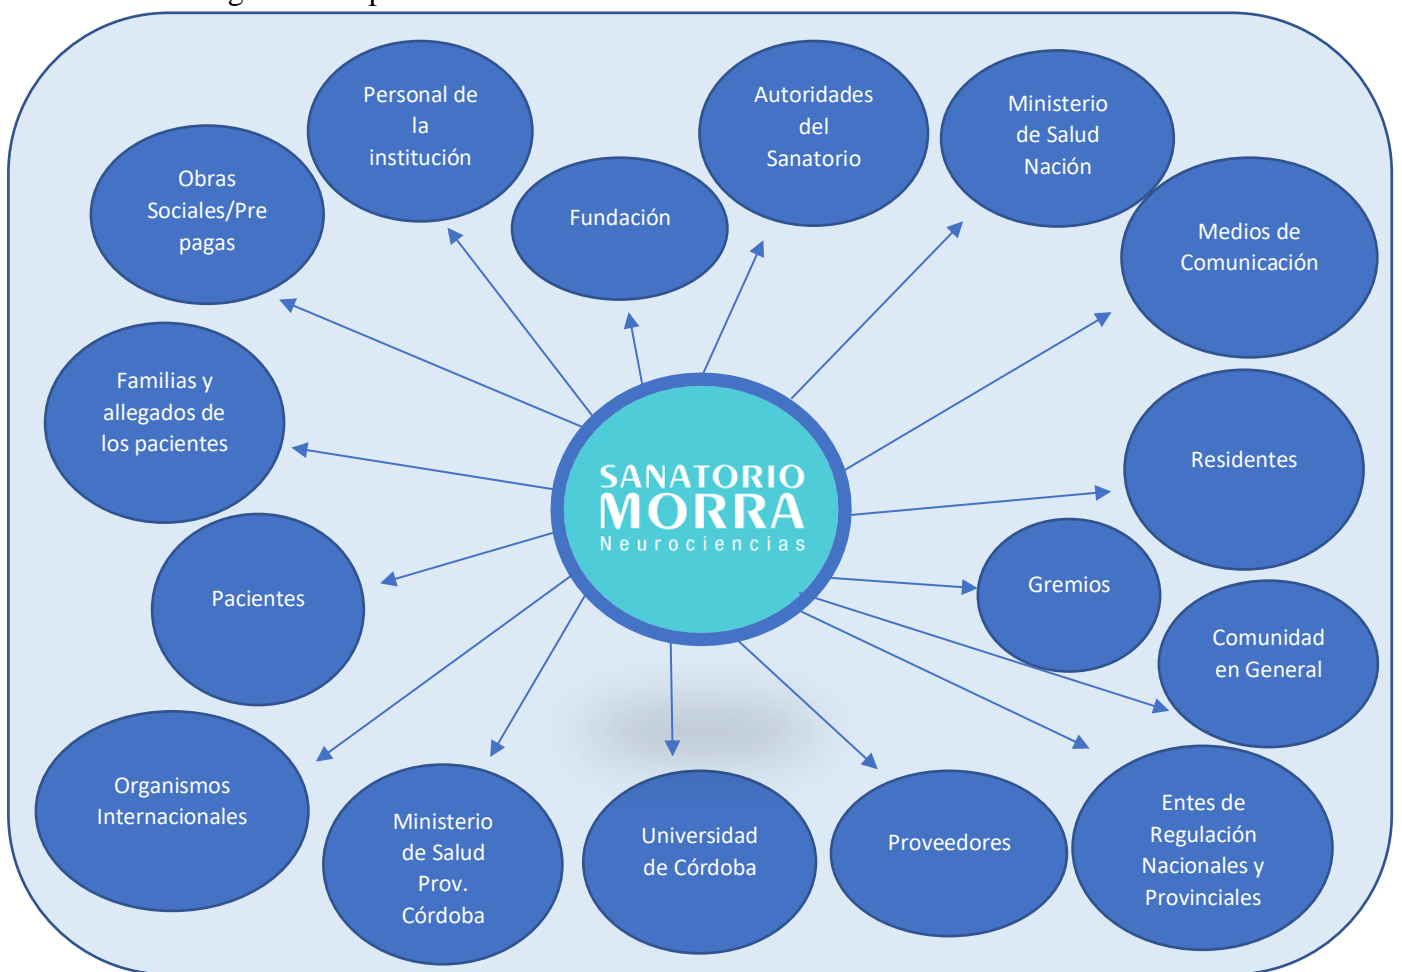 Personal de
la
institución
Autoridades
del
Sanatorio
Ministerio
de Salud
Nación
Obras
Sociales/Pre
pagas
Fundación
Medios de
Comunicación
Familias y
allegados de
los pacientes
SANATORIO
MORRA
Neurociencias
Residentes
Pacientes
Gremios
Comunidad
en General
Organismos
Internacionales
Ministerio
de Salud
Prov.
Córdoba
Universidad
de Córdoba
Proveedores
Entes de
Regulación
Nacionales y
Provinciales